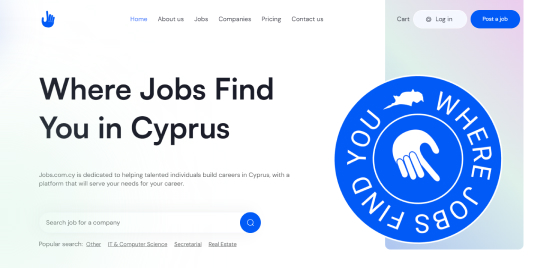 Home About us Jobs Companies Pricing Contact us Cart Log in Post a job
Where Jobs Find
You in Cyprus
Jobs.com.cy is dedicated to helping talented individuals build careers in Cyprus, with a
platform that will serve your needs for your career.
Search job for a company
Popular search: Other IT & Computer Science Secretarial Real Estate
WHERE JOBS FIND YOU